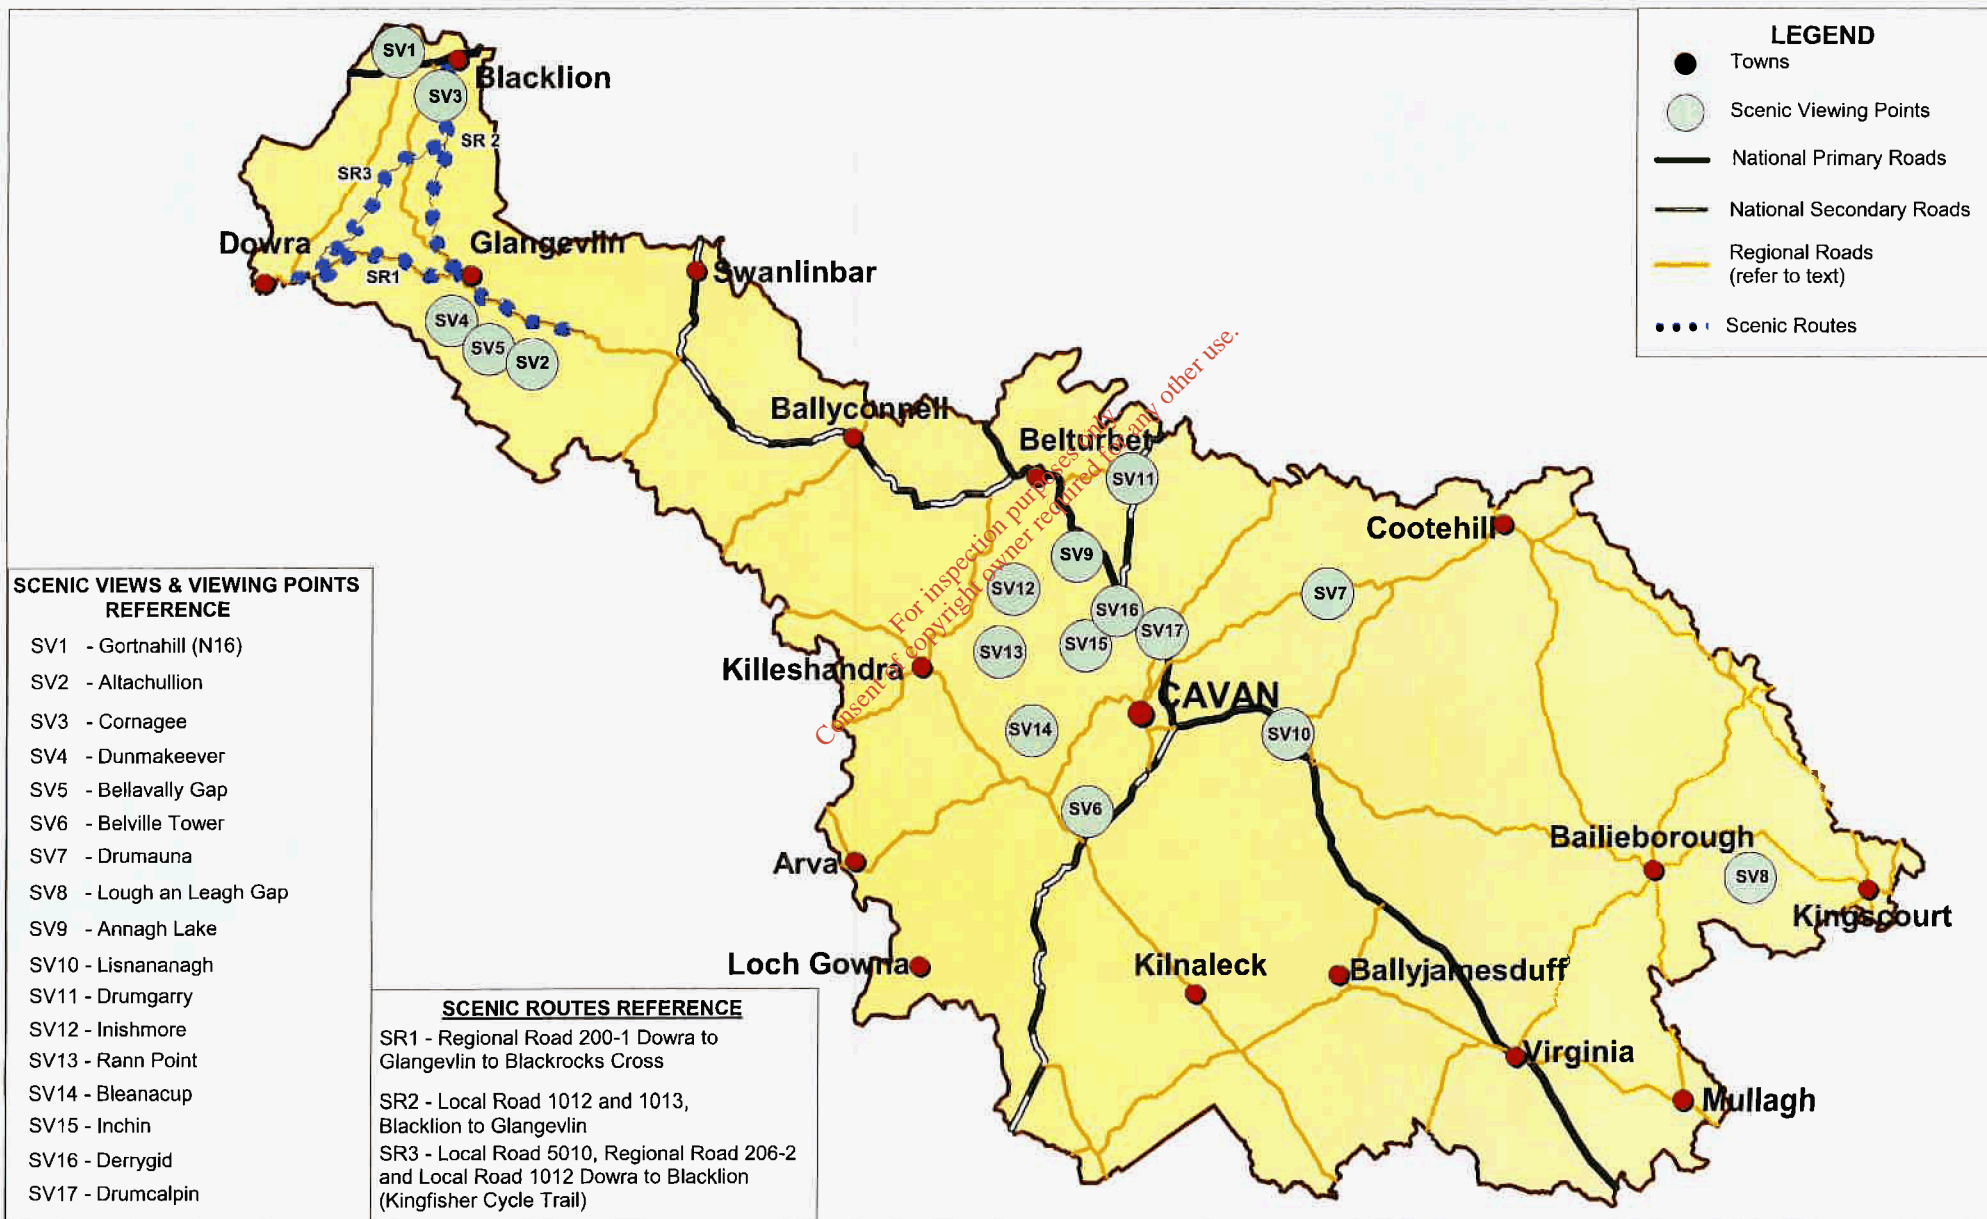 LEGEND
Towns
Scenic Viewing Points
National Primary Roads
National Secondary Roads
Regional Roads
(refer to text)
Scenic Routes
SV1
Blacklion
SV3
SR 2
SR3
Dowra
Glangevlin
SR1
Swanlinbar
SV4
SV5
SV2
Ballyconnell
Belturbet
SV11
Cootehill
SV9
SV12
SV7
SV16
SV17
SV15
SV13
Killeshandra
CAVAN
SV14
SV10
SV6
Bailieborough
Arva
SV8
Kingscourt
Loch Gowna
Kilnaleck
Ballyjamesduff
Virginia
Mullagh
For inspection purposes only.
Consent of copyright owner required for any other use.
SCENIC VIEWS & VIEWING POINTS
REFERENCE
SV1 - Gortnahill (N16)
SV2 - Altachullion
SV3 - Cornagee
SV4 - Dunmakeever
SV5 - Bellavally Gap
SV6 - Belville Tower
SV7 - Drumauna
SV8 - Lough an Leagh Gap
SV9 - Annagh Lake
SV10 - Lisnananagh
SV11 - Drumgarry
SV12 - Inishmore
SV13 - Rann Point
SV14 - Bleanacup
SV15 - Inchin
SV16 - Derrygid
SV17 - Drumcalpin
SCENIC ROUTES REFERENCE
SR1 - Regional Road 200-1 Dowra to
Glangevlin to Blackrocks Cross
SR2 - Local Road 1012 and 1013,
Blacklion to Glangevlin
SR3 - Local Road 5010, Regional Road 206-2
and Local Road 1012 Dowra to Blacklion
(Kingfisher Cycle Trail)